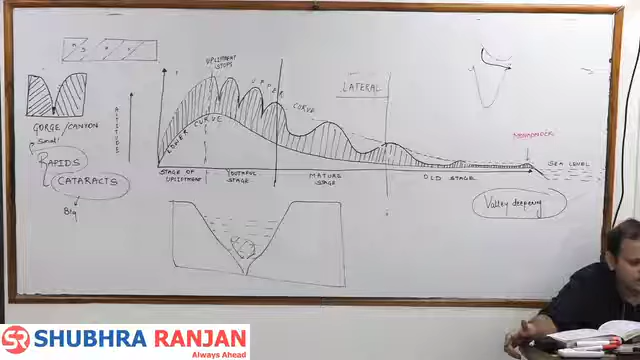 UPLIFTMENT
STOPS
UPPER
CURVE
LATERAL
GORGE/CANYON
Small
RAPIDS
CATARACTS
Big
ALTITUDE
LOWER CURVE
MONADNOCK
SEA LEVEL
STAGE OF
UPLIFTMENT
YOUTHFUL
STAGE
MATURE
STAGE
OLD STAGE
Valley deepening
SR SHUBHRA RANJAN
Always Ahead